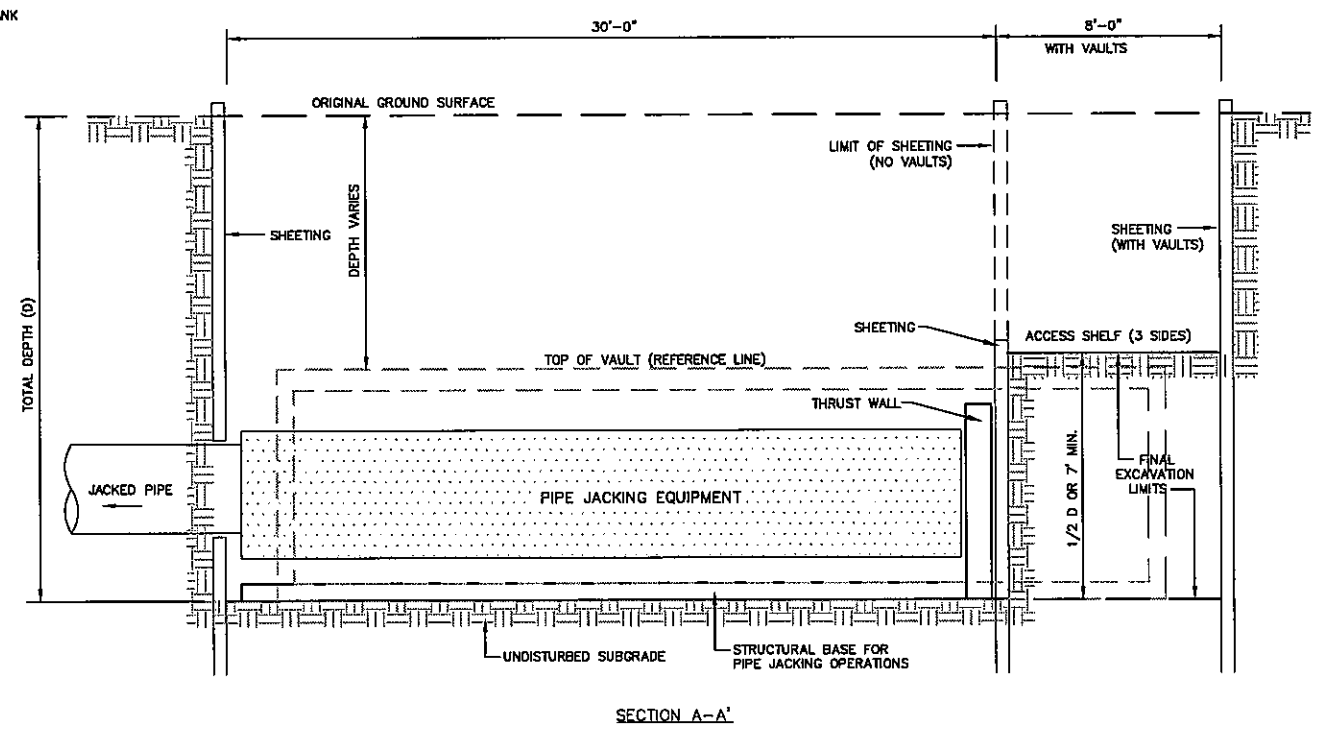 30'-0"
8'-0"
WITH VAULTS
ORIGINAL GROUND SURFACE
LIMIT OF SHEETING
(NO VAULTS)
DEPTH VARIES
SHEETING
SHEETING
(WITH VAULTS)
TOTAL DEPTH (D)
SHEETING
ACCESS SHELF (3 SIDES)
TOP OF VAULT (REFERENCE LINE)
THRUST WALL
FINAL
EXCAVATION
LIMITS
1/2 D OR 7' MIN.
JACKED PIPE
PIPE JACKING EQUIPMENT
UNDISTURBED SUBGRADE
STRUCTURAL BASE FOR
PIPE JACKING OPERATIONS
SECTION A-A'